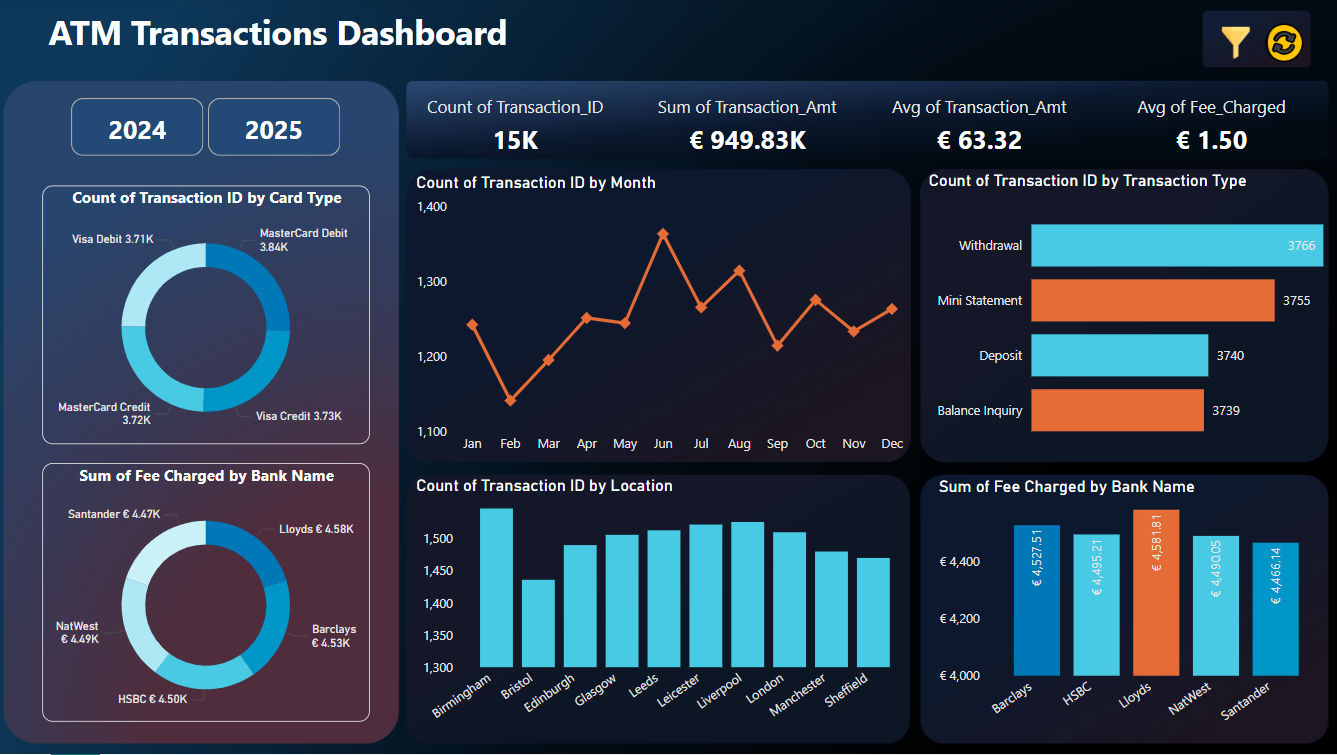 ATM Transactions Dashboard
2024
2025
Count of Transaction_ID
15K
Sum of Transaction_Amt
€ 949.83K
Avg of Transaction_Amt
€ 63.32
Avg of Fee_Charged
€ 1.50
Count of Transaction ID by Card Type
Visa Debit 3.71K
MasterCard Debit
3.84K
MasterCard Credit
3.72K
Visa Credit 3.73K
Sum of Fee Charged by Bank Name
Santander € 4.47K
Lloyds € 4.58K
NatWest
€ 4.49K
Barclays
€ 4.53K
HSBC € 4.50K
Count of Transaction ID by Month
1,400
1,300
1,200
1,100
Jan
Feb
Mar
Apr
May
Jun
Jul
Aug
Sep
Oct
Nov
Dec
Count of Transaction ID by Transaction Type
Withdrawal
3766
Mini Statement
3755
Deposit
3740
Balance Inquiry
3739
Count of Transaction ID by Location
1,500
1,450
1,400
1,350
1,300
Birmingham
Bristol
Edinburgh
Glasgow
Leeds
Leicester
Liverpool
London
Manchester
Sheffield
Sum of Fee Charged by Bank Name
€ 4,400
€ 4,200
€ 4,000
€ 4,527.51
€ 4,495.21
€ 4,581.81
€ 4,490.05
€ 4,466.14
Barclays
HSBC
Lloyds
NatWest
Santander